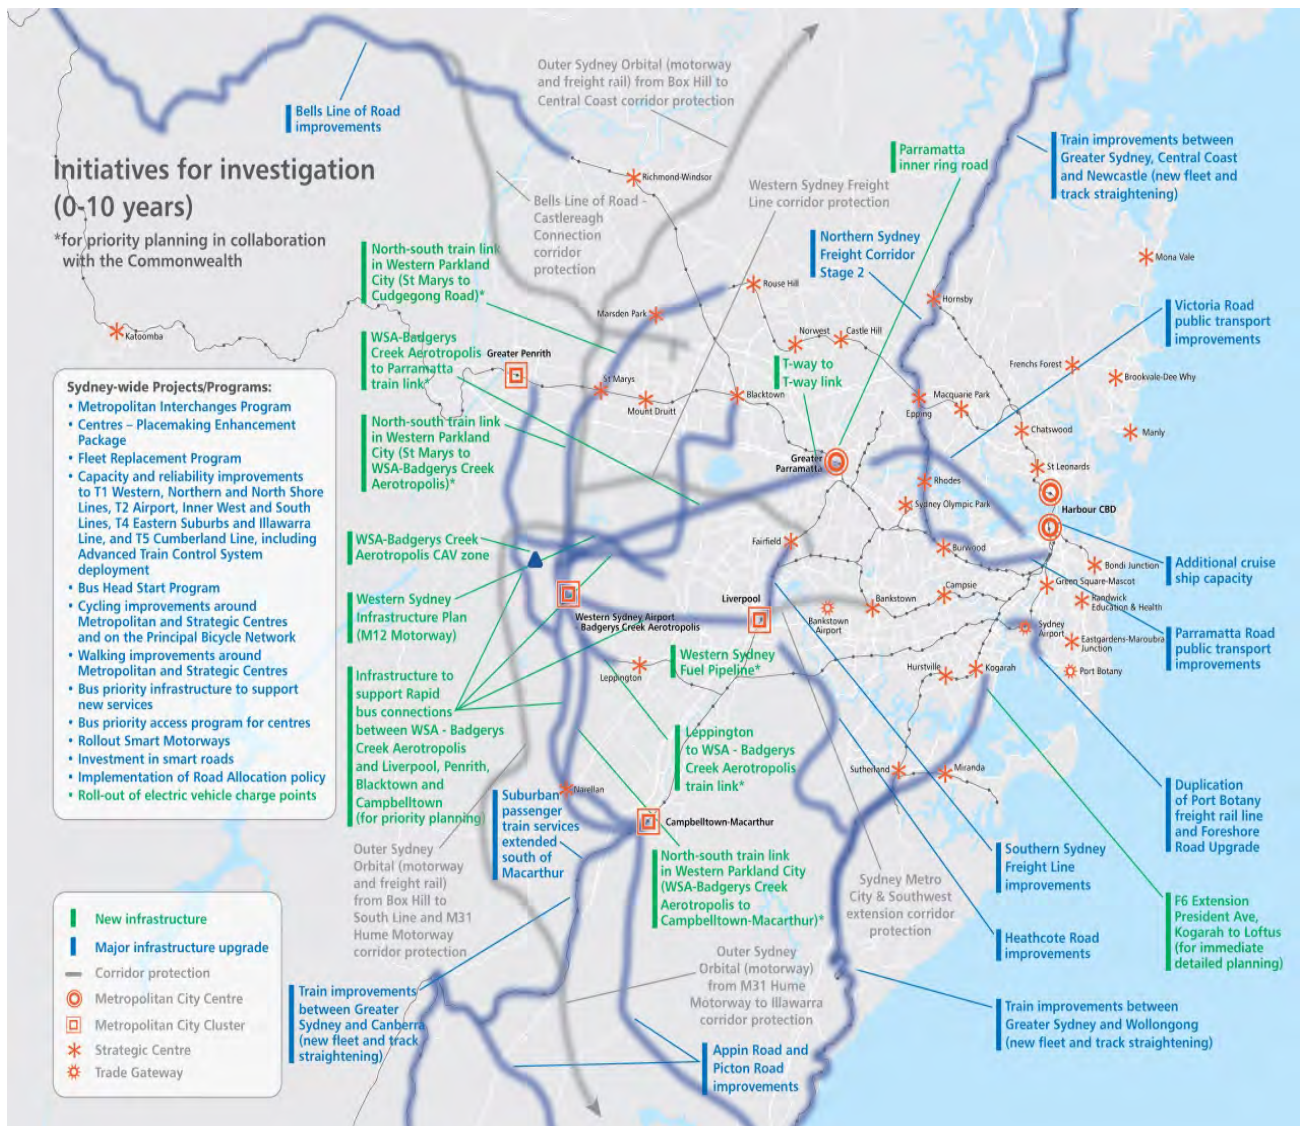 Initiatives for investigation
(0-10 years)
*for priority planning in collaboration
with the Commonwealth
Bells Line of Road
improvements
Outer Sydney Orbital (motorway
and freight rail) from Box Hill to
Central Coast corridor protection
Parramatta
inner ring road
Train improvements between
Greater Sydney, Central Coast
and Newcastle (new fleet and
track straightening)
Richmond-Windsor
Western Sydney Freight
Line corridor protection
Bells Line of Road -
Castlereagh
Connection
corridor
protection
Northern Sydney
Freight Corridor
Stage 2
North-south train link
in Western Parkland
City (St Marys to
Cudgegong Road)*
Mona Vale
Rouse Hill
Hornsby
Marsden Park
Katoomba
Norwest
Castle Hill
Victoria Road
public transport
improvements
WSA-Badgerys
Creek Aerotropolis
to Parramatta
train link*
Greater Penrith
T-way to
T-way link
Frenchs Forest
Brookvale-Dee Why
St Marys
Mount Druitt
Blacktown
Macquarie Park
Epping
Chatswood
Manly
North-south train link
in Western Parkland
City (St Marys to
WSA-Badgerys Creek
Aerotropolis)*
Greater
Parramatta
St Leonards
Rhodes
Sydney Olympic Park
Harbour CBD
Sydney-wide Projects/Programs:
• Metropolitan Interchanges Program
• Centres – Placemaking Enhancement
Package
• Fleet Replacement Program
• Capacity and reliability improvements
to T1 Western, Northern and North Shore
Lines, T2 Airport, Inner West and South
Lines, T4 Eastern Suburbs and Illawarra
Line, and T5 Cumberland Line, including
Advanced Train Control System
deployment
• Bus Head Start Program
• Cycling improvements around
Metropolitan and Strategic Centres
and on the Principal Bicycle Network
• Walking improvements around
Metropolitan and Strategic Centres
• Bus priority infrastructure to support
new services
• Bus priority access program for centres
• Rollout Smart Motorways
• Investment in smart roads
• Implementation of Road Allocation policy
• Roll-out of electric vehicle charge points
WSA-Badgerys Creek
Aerotropolis CAV zone
Fairfield
Burwood
Bondi Junction
Additional cruise
ship capacity
Western Sydney
Infrastructure Plan
(M12 Motorway)
Western Sydney Airport
- Badgerys Creek Aerotropolis
Liverpool
Bankstown
Airport
Bankstown
Campsie
Green Square-Mascot
Randwick
Education & Health
Sydney
Airport
Eastgardens-Maroubra
Junction
Port Botany
Parramatta Road
public transport
improvements
Leppington
Western Sydney
Fuel Pipeline*
Hurstville
Kogarah
Infrastructure to
support Rapid
bus connections
between WSA - Badgerys
Creek Aerotropolis
and Liverpool, Penrith,
Blacktown and
Campbelltown
(for priority planning)
Leppington
to WSA - Badgerys
Creek Aerotropolis
train link*
Sutherland
Miranda
Narellan
Suburban
passenger
train services
extended
south of
Macarthur
Campbelltown-Macarthur
Duplication
of Port Botany
freight rail line
and Foreshore
Road Upgrade
Outer Sydney
Orbital (motorway
and freight rail)
from Box Hill to
South Line and M31
Hume Motorway
corridor protection
North-south train link
in Western Parkland City
(WSA-Badgerys Creek
Aerotropolis to
Campbelltown-Macarthur)*
Sydney Metro
City & Southwest
extension corridor
protection
Southern Sydney
Freight Line
improvements
F6 Extension
President Ave,
Kogarah to Loftus
(for immediate
detailed planning)
Heathcote Road
improvements
Outer Sydney
Orbital (motorway)
from M31 Hume
Motorway to Illawarra
corridor protection
Train improvements
between Greater
Sydney and Canberra
(new fleet and track
straightening)
Train improvements between
Greater Sydney and Wollongong
(new fleet and track straightening)
Appin Road and
Picton Road
improvements
New infrastructure
Major infrastructure upgrade
Corridor protection
Metropolitan City Centre
Metropolitan City Cluster
Strategic Centre
Trade Gateway